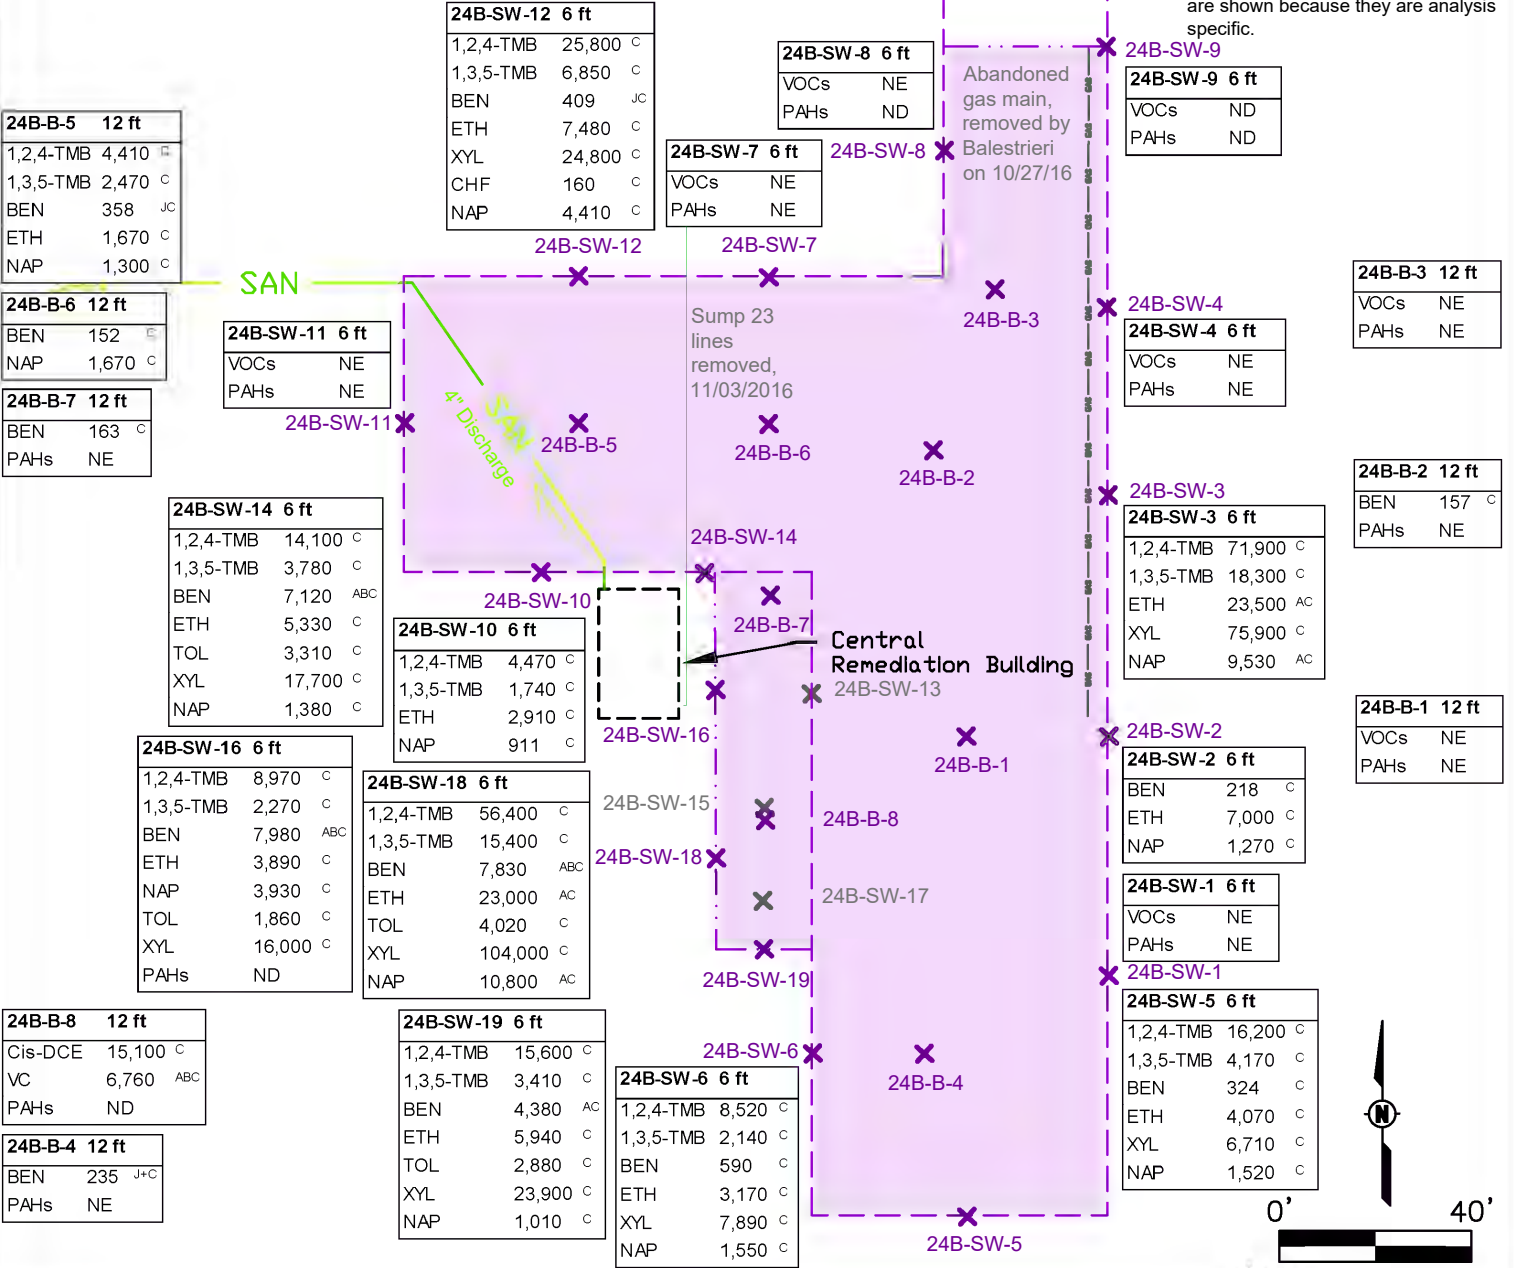 are shown because they are analysis
specific.
24B-SW-12 6 ft
1,2,4-TMB 25,800 C
1,3,5-TMB 6,850 C
BEN 409 JC
ETH 7,480 C
XYL 24,800 C
CHF 160 C
NAP 4,410 C
24B-SW-12
24B-SW-8 6 ft
VOCs NE
PAHs ND
24B-SW-8
24B-SW-7 6 ft
VOCs NE
PAHs NE
24B-SW-7
Abandoned
gas main,
removed by
Balestrieri
on 10/27/16
24B-SW-9
24B-SW-9 6 ft
VOCs ND
PAHs ND
24B-B-5 12 ft
1,2,4-TMB 4,410
1,3,5-TMB 2,470 C
BEN 358 JC
ETH 1,670 C
NAP 1,300 C
SAN
24B-B-6 12 ft
BEN 152
NAP 1,670 C
24B-B-7 12 ft
BEN 163 C
PAHs NE
24B-SW-11 6 ft
VOCs NE
PAHs NE
24B-SW-11
SAN
4" Discharge
24B-B-5
Sump 23
lines
removed,
11/03/2016
24B-B-6
24B-B-3
24B-B-2
24B-SW-4
24B-SW-4 6 ft
VOCs NE
PAHs NE
24B-B-3 12 ft
VOCs NE
PAHs NE
24B-SW-3
24B-SW-3 6 ft
1,2,4-TMB 71,900 C
1,3,5-TMB 18,300 C
ETH 23,500 AC
XYL 75,900 C
NAP 9,530 AC
24B-B-2 12 ft
BEN 157 C
PAHs NE
24B-SW-14 6 ft
1,2,4-TMB 14,100 C
1,3,5-TMB 3,780 C
BEN 7,120 ABC
ETH 5,330 C
TOL 3,310 C
XYL 17,700 C
NAP 1,380 C
24B-SW-14
24B-SW-10
24B-SW-10 6 ft
1,2,4-TMB 4,470 C
1,3,5-TMB 1,740 C
ETH 2,910 C
NAP 911 C
24B-B-7
Central
Remediation Building
24B-SW-13
24B-SW-16
24B-B-1
24B-SW-2
24B-SW-2 6 ft
BEN 218 C
ETH 7,000 C
NAP 1,270 C
24B-B-1 12 ft
VOCs NE
PAHs NE
24B-SW-16 6 ft
1,2,4-TMB 8,970 C
1,3,5-TMB 2,270 C
BEN 7,980 ABC
ETH 3,890 C
NAP 3,930 C
TOL 1,860 C
XYL 16,000 C
PAHs ND
24B-SW-18 6 ft
1,2,4-TMB 56,400 C
1,3,5-TMB 15,400 C
BEN 7,830 ABC
ETH 23,000 AC
TOL 4,020 C
XYL 104,000 C
NAP 10,800 AC
24B-SW-15
24B-B-8
24B-SW-18
24B-SW-17
24B-SW-19
24B-SW-1 6 ft
VOCs NE
PAHs NE
24B-SW-1
24B-B-8 12 ft
Cis-DCE 15,100 C
VC 6,760 ABC
PAHs ND
24B-B-4 12 ft
BEN 235 J+C
PAHs NE
24B-SW-19 6 ft
1,2,4-TMB 15,600 C
1,3,5-TMB 3,410 C
BEN 4,380 AC
ETH 5,940 C
TOL 2,880 C
XYL 23,900 C
NAP 1,010 C
24B-SW-6
24B-SW-6 6 ft
1,2,4-TMB 8,520 C
1,3,5-TMB 2,140 C
BEN 590 C
ETH 3,170 C
XYL 7,890 C
NAP 1,550 C
24B-B-4
24B-SW-5 6 ft
1,2,4-TMB 16,200 C
1,3,5-TMB 4,170 C
BEN 324 C
ETH 4,070 C
XYL 6,710 C
NAP 1,520 C
24B-SW-5
N
0' 40'